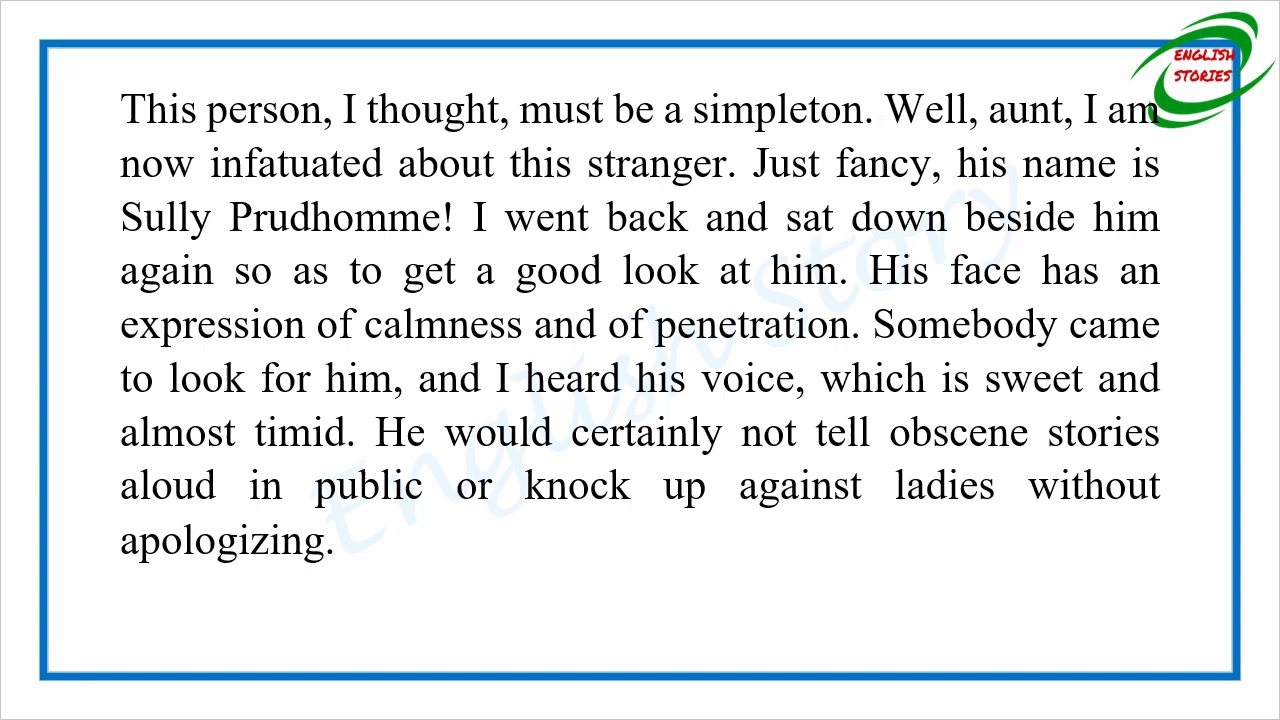 ENGLISH
STORIES
This person, I thought, must be a simpleton. Well, aunt, I am
now infatuated about this stranger. Just fancy, his name is
Sully Prudhomme! I went back and sat down beside him
again so as to get a good look at him. His face has an
expression of calmness and of penetration. Somebody came
to look for him, and I heard his voice, which is sweet and
almost timid. He would certainly not tell obscene stories
aloud in public or knock up against ladies without
apologizing.
English Story